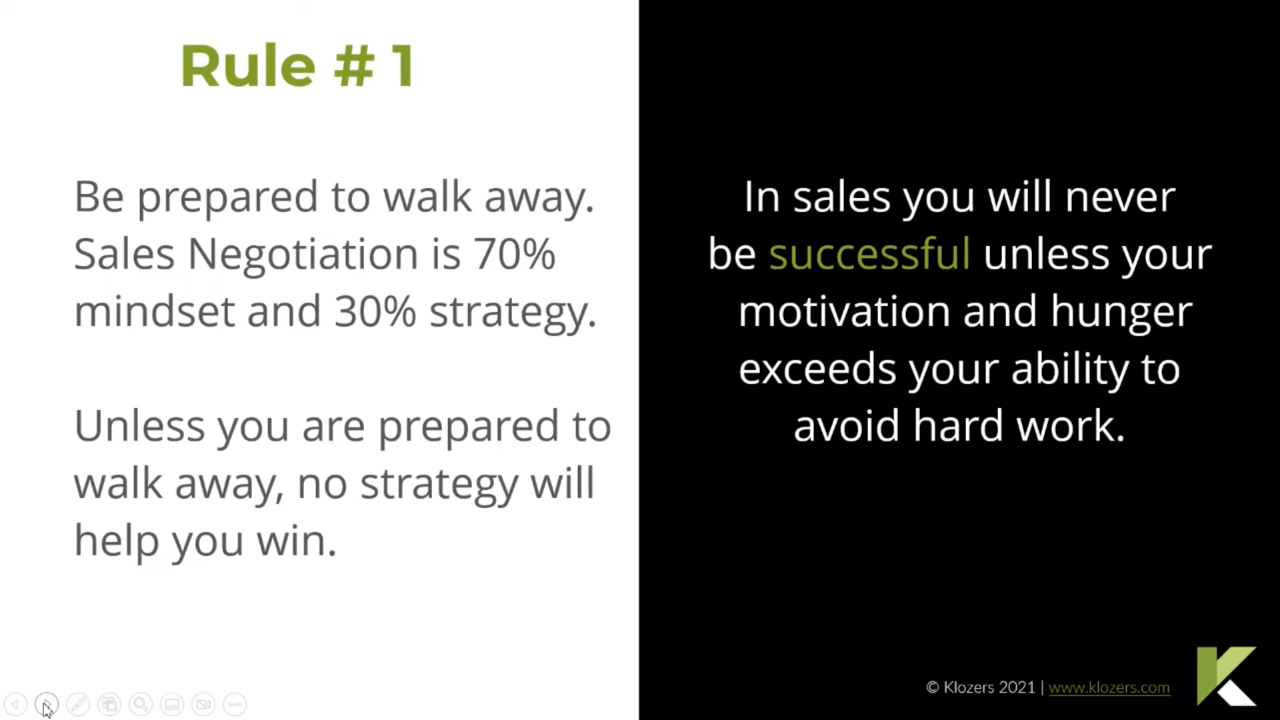 Rule # 1
Be prepared to walk away.
Sales Negotiation is 70%
mindset and 30% strategy.
Unless you are prepared to
walk away, no strategy will
help you win.
In sales you will never
be successful unless your
motivation and hunger
exceeds your ability to
avoid hard work.
© Klozers 2021 | www.klozers.com